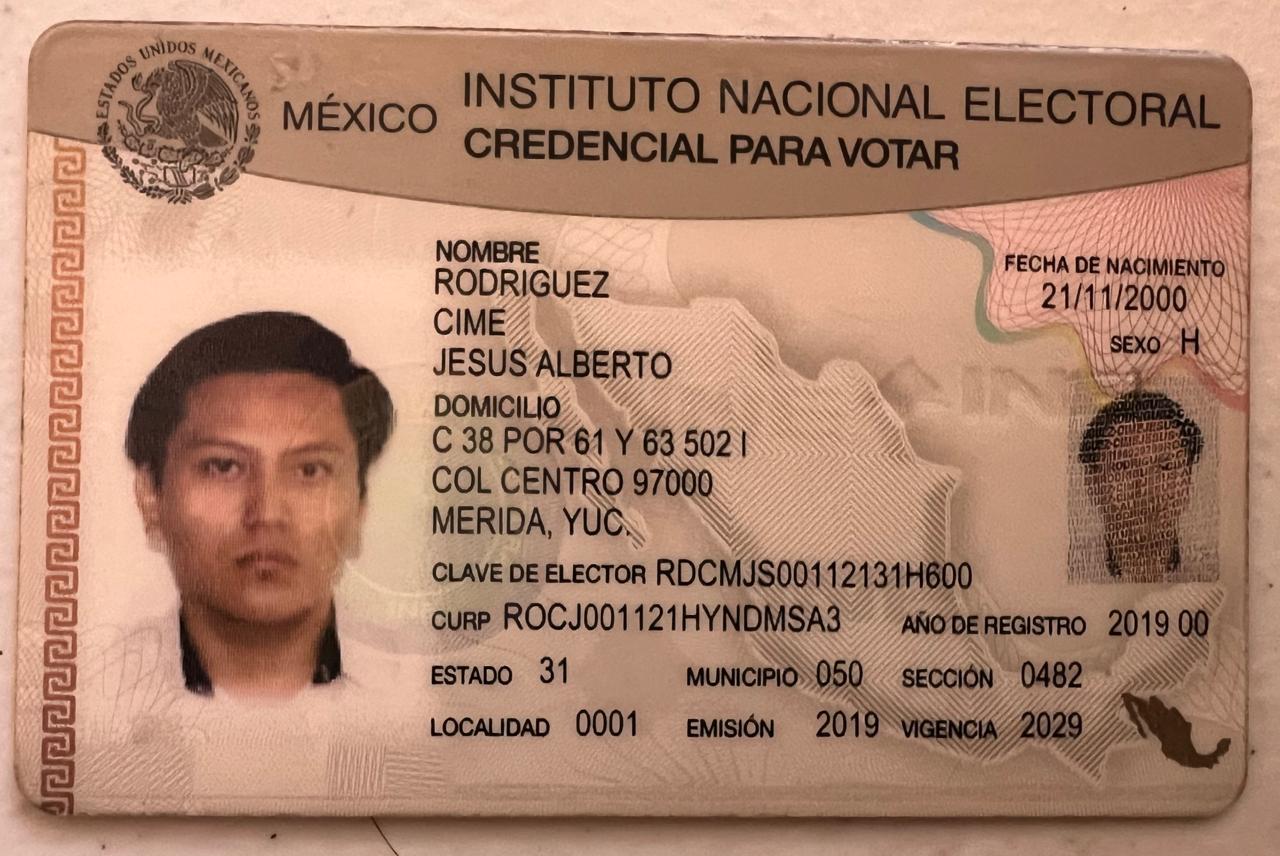 ESTADOS UNIDOS MEXICANOS
MÉXICO
INSTITUTO NACIONAL ELECTORAL
CREDENCIAL PARA VOTAR
NOMBRE
RODRIGUEZ
CIME
JESUS ALBERTO
FECHA DE NACIMIENTO
21/11/2000
SEXO H
DOMICILIO
C 38 POR 61 Y 63 502 I
COL CENTRO 97000
MERIDA, YUC.
CLAVE DE ELECTOR RDCMJS00112131H600
CURP ROCJ001121HYNDMSA3 AÑO DE REGISTRO 2019 00
ESTADO 31 MUNICIPIO 050 SECCIÓN 0482
LOCALIDAD 0001 EMISIÓN 2019 VIGENCIA 2029